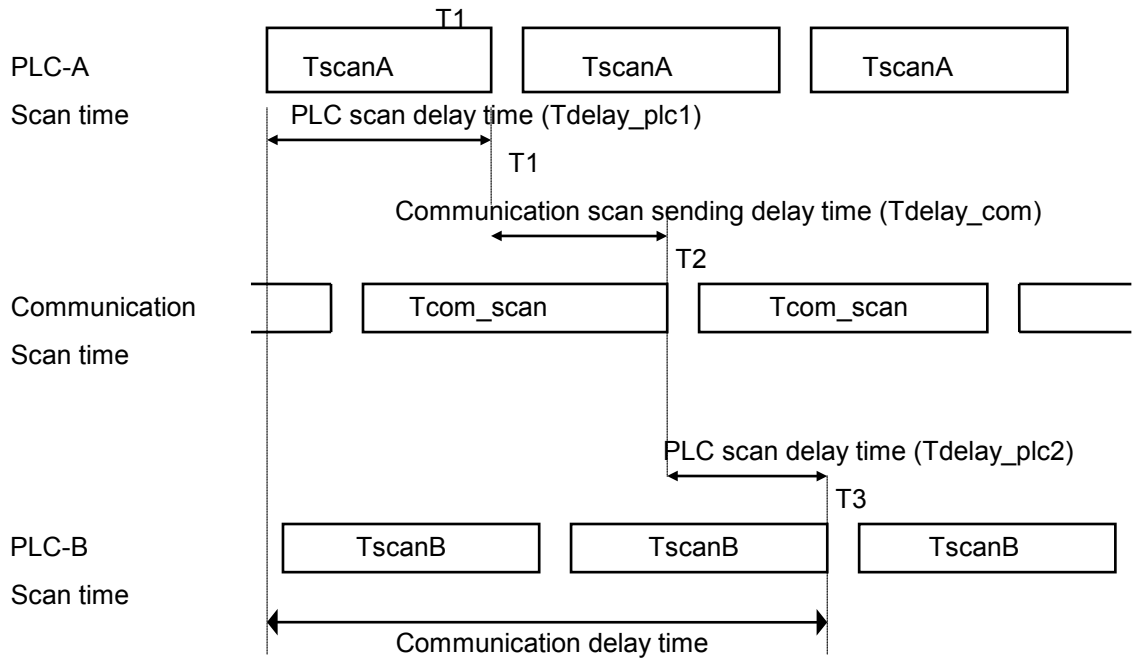 T1
PLC-A
TscanA
TscanA
TscanA
Scan time
PLC scan delay time (Tdelay_plc1)
T1
Communication scan sending delay time (Tdelay_com)
T2
Communication
Tcom_scan
Tcom_scan
Scan time
PLC scan delay time (Tdelay_plc2)
T3
PLC-B
TscanB
TscanB
TscanB
Scan time
Communication delay time